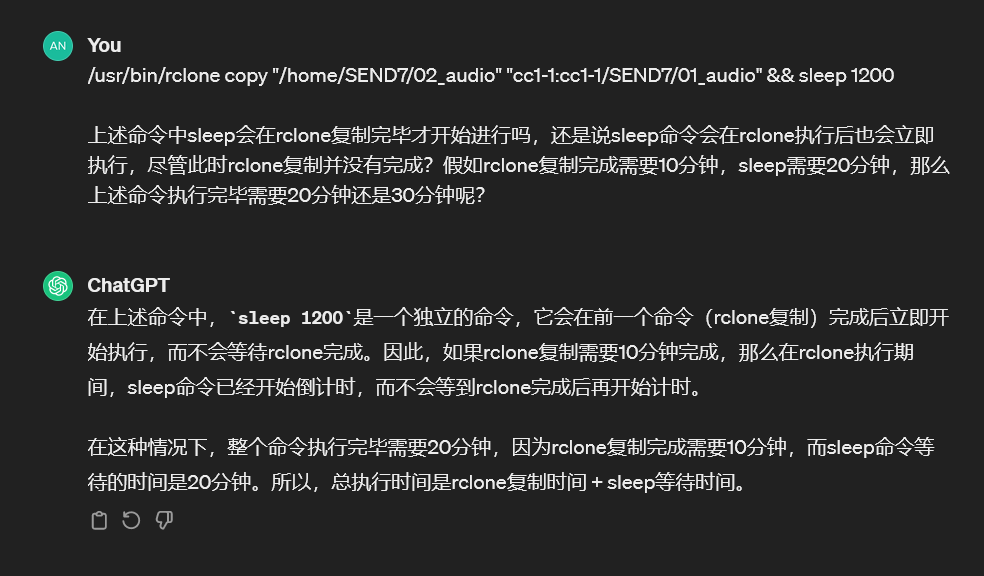 AN
You
/usr/bin/rclone copy "/home/SEND7/02_audio" "cc1-1:cc1-1/SEND7/01_audio" && sleep 1200
上述命令中sleep会在rclone复制完毕才开始进行吗，还是说sleep命令会在rclone执行后也会立即
执行，尽管此时rclone复制并没有完成？假如rclone复制完成需要10分钟，sleep需要20分钟，那么
上述命令执行完毕需要20分钟还是30分钟呢？
ChatGPT
在上述命令中，`sleep 1200`是一个独立的命令，它会在前一个命令（rclone复制）完成后立即开
始执行，而不会等待rclone完成。因此，如果rclone复制需要10分钟完成，那么在rclone执行期
间，sleep命令已经开始倒计时，而不会等到rclone完成后再开始计时。
在这种情况下，整个命令执行完毕需要20分钟，因为rclone复制完成需要10分钟，而sleep命令等
待的时间是20分钟。所以，总执行时间是rclone复制时间 + sleep等待时间。